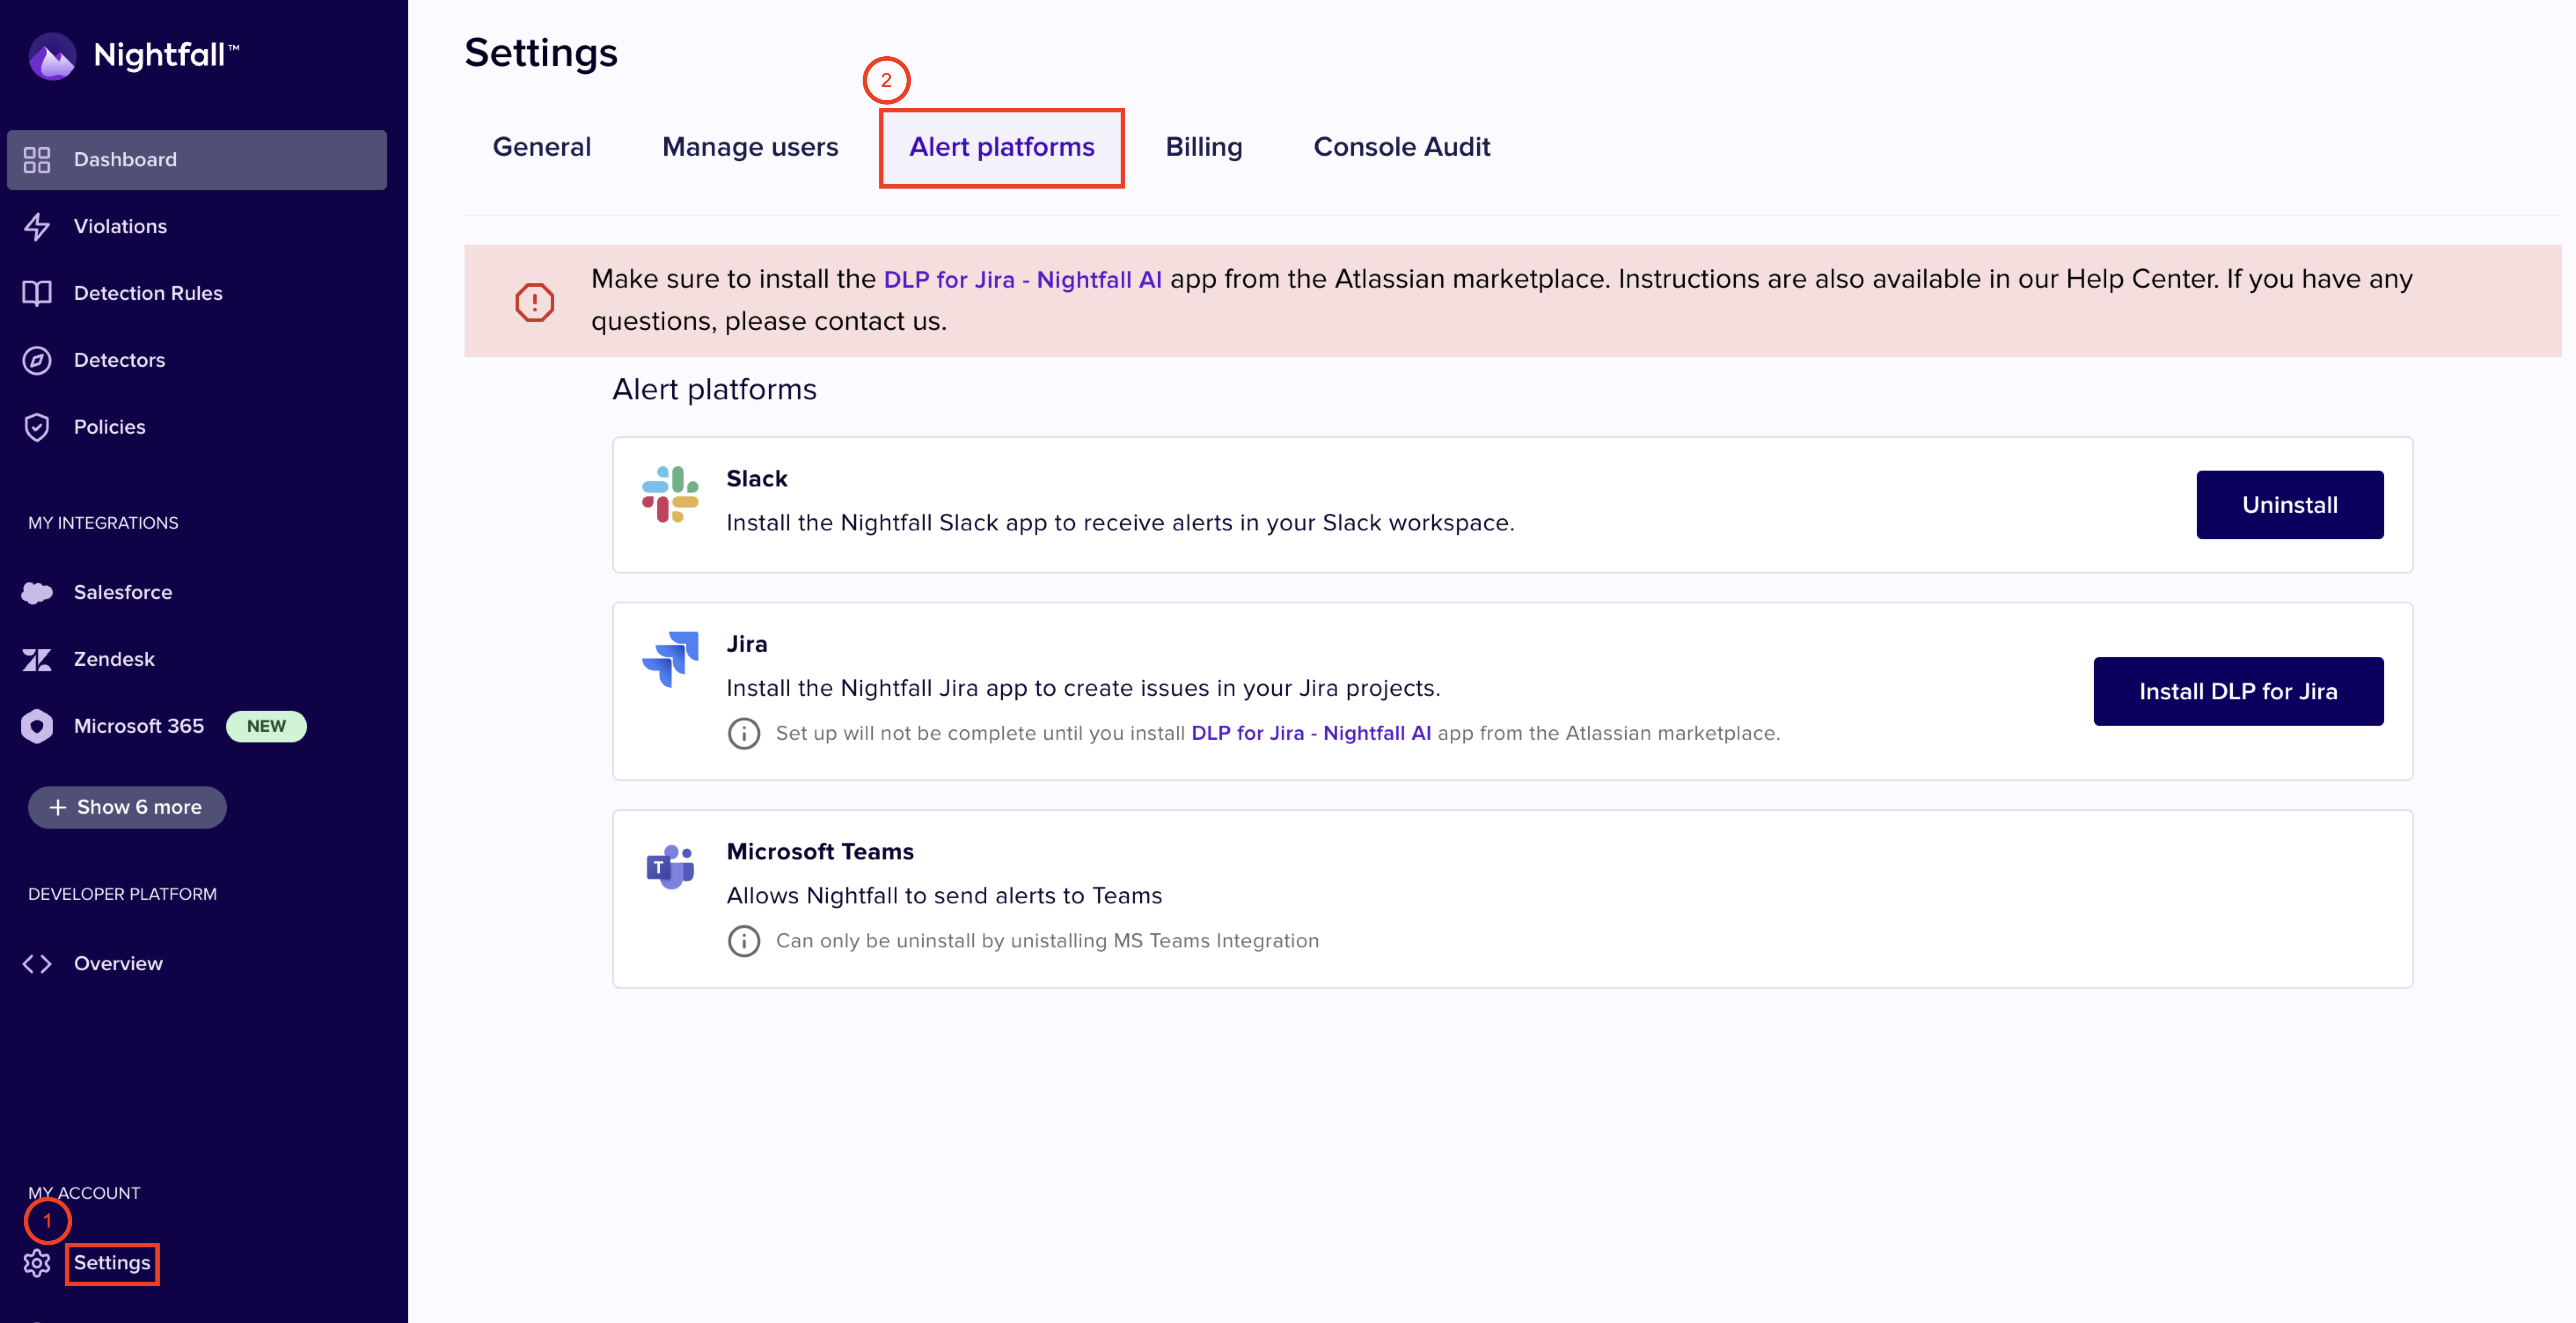 Nightfall™
Dashboard
Violations
Detection Rules
Detectors
Policies
MY INTEGRATIONS
Salesforce
Zendesk
Microsoft 365 NEW
+ Show 6 more
DEVELOPER PLATFORM
Overview
MY ACCOUNT
1
Settings
Settings
2
General Manage users Alert platforms Billing Console Audit
Make sure to install the DLP for Jira - Nightfall AI app from the Atlassian marketplace. Instructions are also available in our Help Center. If you have any
questions, please contact us.
Alert platforms
Slack
Install the Nightfall Slack app to receive alerts in your Slack workspace.
Uninstall
Jira
Install the Nightfall Jira app to create issues in your Jira projects.
Set up will not be complete until you install DLP for Jira - Nightfall AI app from the Atlassian marketplace.
Install DLP for Jira
T
Microsoft Teams
Allows Nightfall to send alerts to Teams
Can only be uninstall by unistalling MS Teams Integration